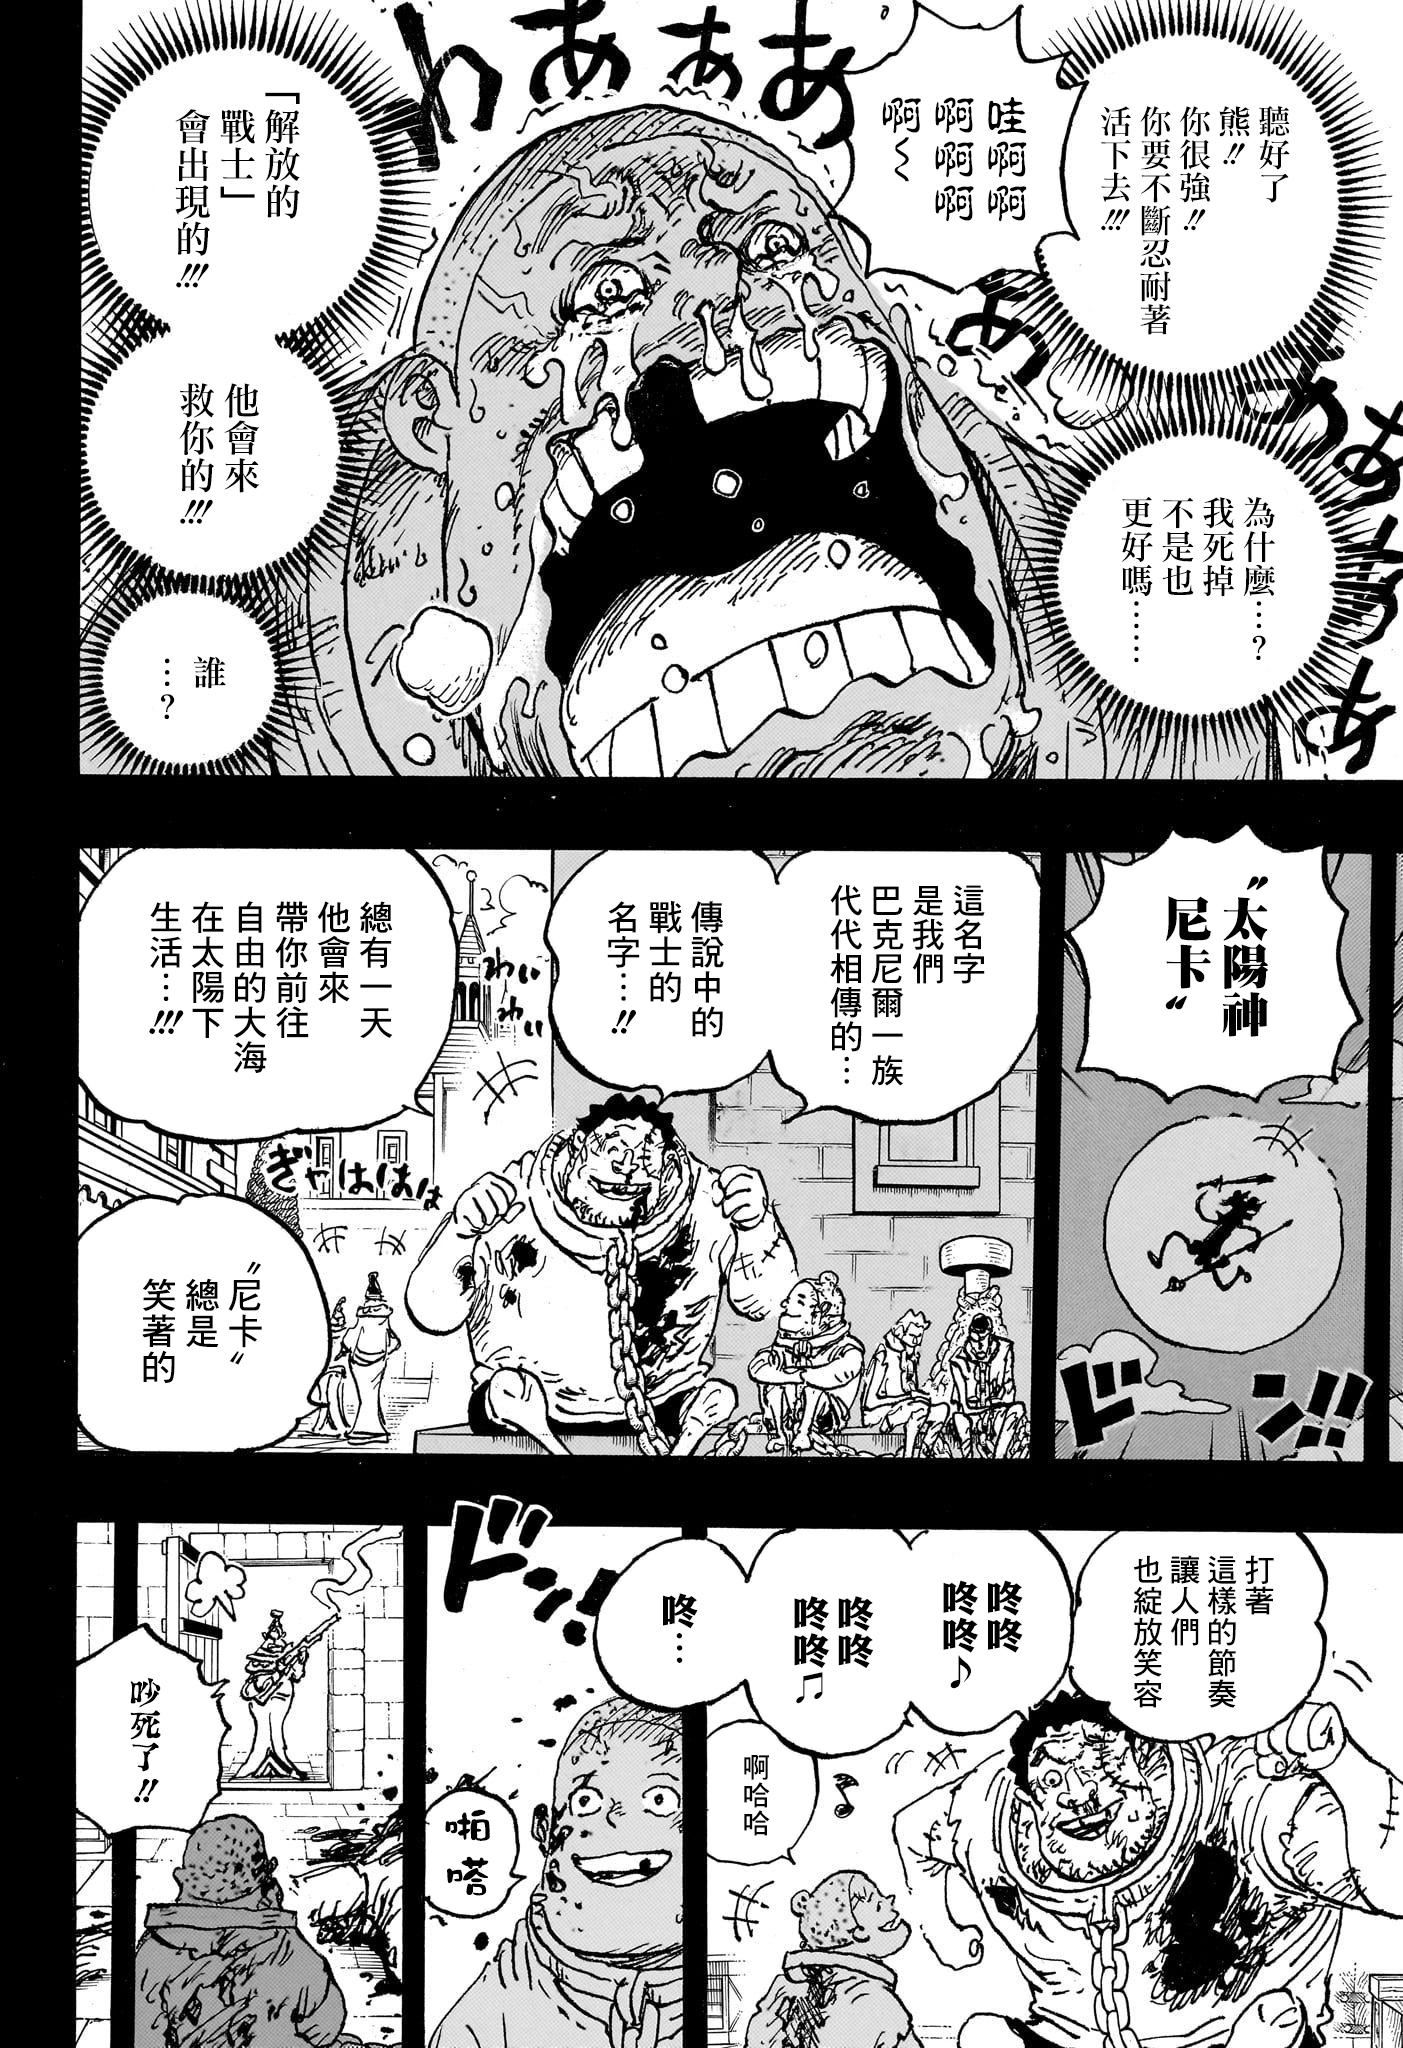 聽好了
熊!!
你很強!!
你要不斷忍耐著
活下去!!!
哇啊啊
啊啊啊
啊～
わあぁあ
あぁ
ああああ
為什麼…?
我死掉
不是也
更好嗎……
「解放的
戰士」
會出現的!!!
他會來
救你的!!!
誰
…?
"太陽神
尼卡"
ドン!!
這名字
是我們
巴克尼爾一族
代代相傳的…
傳說中的
戰士的
名字…!!
わい
わい
總有一天
他會來
帶你前往
自由的大海
在太陽下
生活…!!!
ぎゃはははは
"尼卡"
總是
笑著的
打著
這樣的節奏
讓人們
也綻放笑容
咚咚
咚咚♪
咚咚
咚咚♫
咚…
啊哈哈
ドン!
啪
嗒
吵死了!!